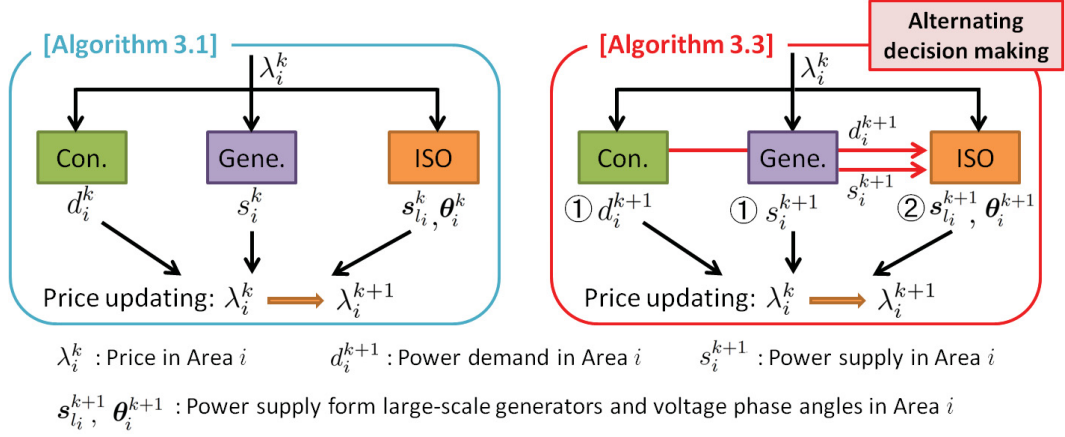 [Algorithm 3.1]
λ_i^k
Con.
Gene.
ISO
d_i^k
s_i^k
s_{l_i}^k, θ_i^k
Price updating: λ_i^k → λ_i^{k+1}
[Algorithm 3.3]
Alternating
decision making
λ_i^k
Con.
Gene.
ISO
d_i^{k+1}
s_i^{k+1}
① d_i^{k+1}
① s_i^{k+1}
② s_{l_i}^{k+1}, θ_i^{k+1}
Price updating: λ_i^k → λ_i^{k+1}
λ_i^k : Price in Area i
d_i^{k+1} : Power demand in Area i
s_i^{k+1} : Power supply in Area i
s_{l_i}^{k+1}, θ_i^{k+1} : Power supply form large-scale generators and voltage phase angles in Area i